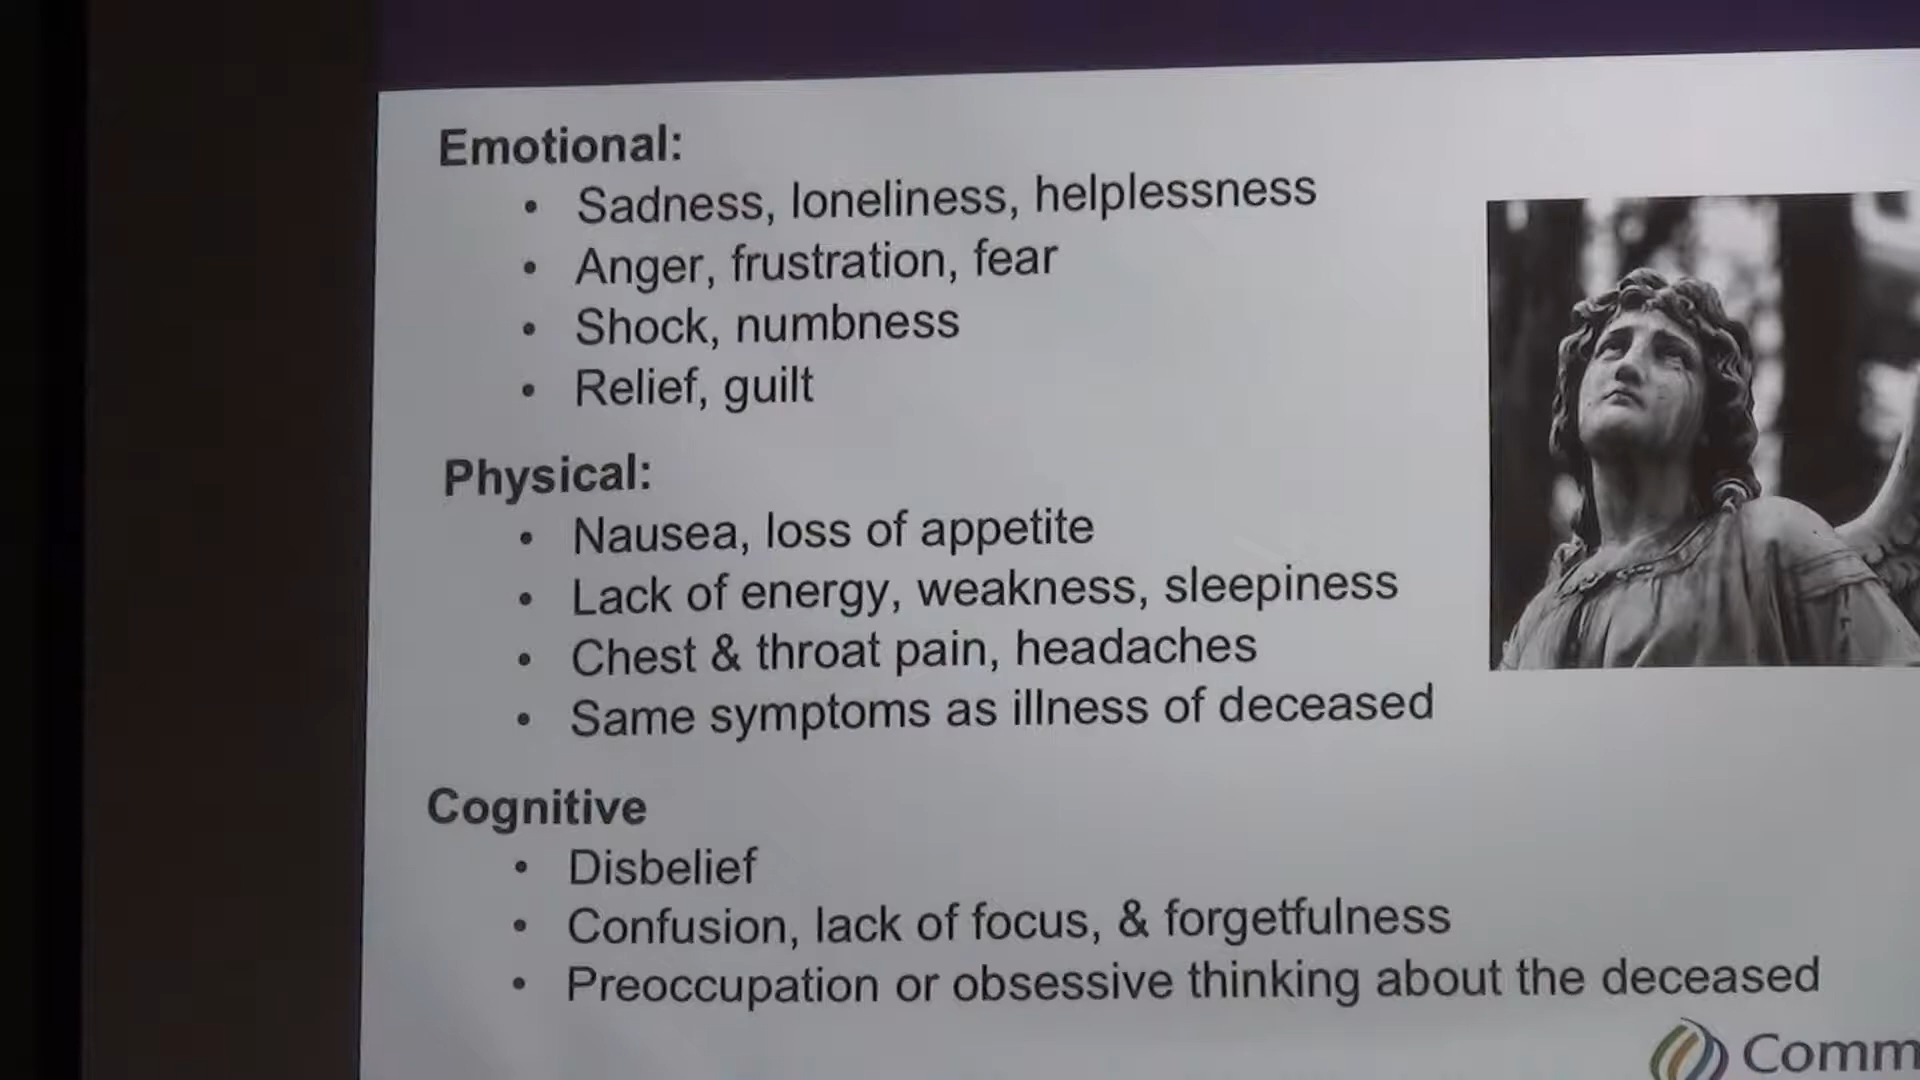 Emotional:
• Sadness, loneliness, helplessness
• Anger, frustration, fear
• Shock, numbness
• Relief, guilt
Physical:
• Nausea, loss of appetite
• Lack of energy, weakness, sleepiness
• Chest & throat pain, headaches
• Same symptoms as illness of deceased
Cognitive
• Disbelief
• Confusion, lack of focus, & forgetfulness
• Preoccupation or obsessive thinking about the deceased
Comm